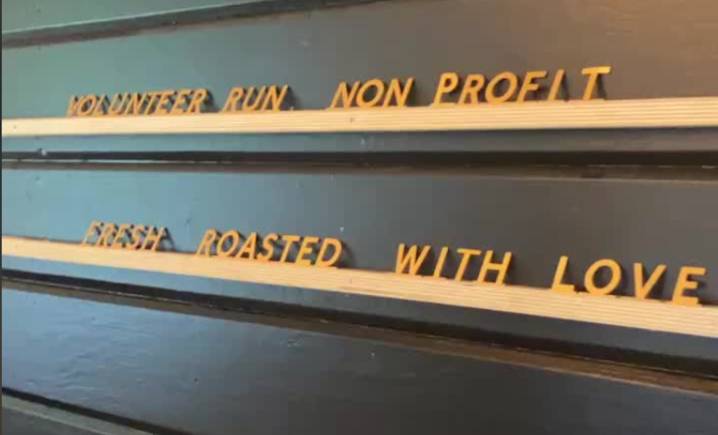 VOLUNTEER RUN NON PROFIT
FRESH ROASTED WITH LOVE